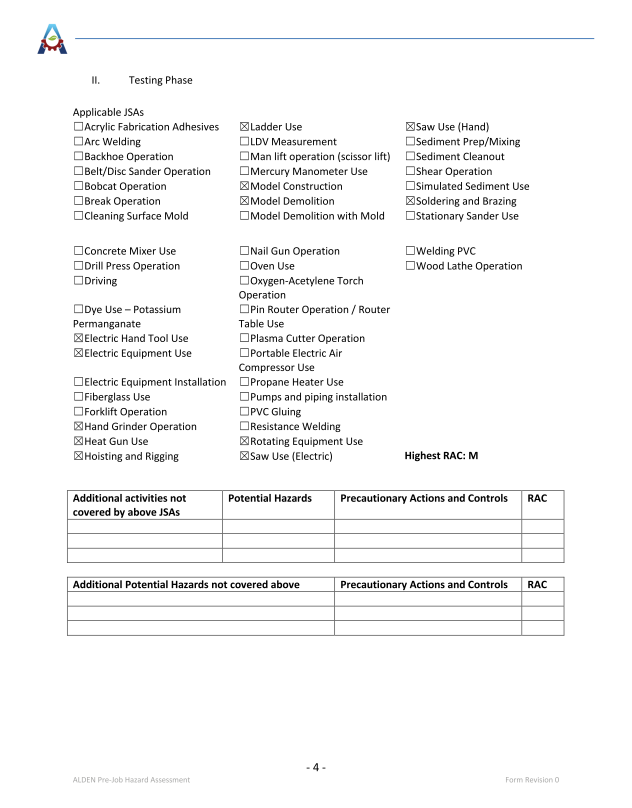 II. Testing Phase
Applicable JSAs
☐Acrylic Fabrication Adhesives
☐Arc Welding
☐Backhoe Operation
☐Belt/Disc Sander Operation
☐Bobcat Operation
☐Break Operation
☐Cleaning Surface Mold
☒Ladder Use
☐LDV Measurement
☐Man lift operation (scissor lift)
☐Mercury Manometer Use
☒Model Construction
☒Model Demolition
☐Model Demolition with Mold
☒Saw Use (Hand)
☐Sediment Prep/Mixing
☐Sediment Cleanout
☐Shear Operation
☐Simulated Sediment Use
☒Soldering and Brazing
☐Stationary Sander Use
☐Concrete Mixer Use
☐Drill Press Operation
☐Driving
☐Dye Use – Potassium
Permanganate
☒Electric Hand Tool Use
☒Electric Equipment Use
☐Electric Equipment Installation
☐Fiberglass Use
☐Forklift Operation
☒Hand Grinder Operation
☒Heat Gun Use
☒Hoisting and Rigging
☐Nail Gun Operation
☐Oven Use
☐Oxygen-Acetylene Torch
Operation
☐Pin Router Operation / Router
Table Use
☐Plasma Cutter Operation
☐Portable Electric Air
Compressor Use
☐Propane Heater Use
☐Pumps and piping installation
☐PVC Gluing
☐Resistance Welding
☒Rotating Equipment Use
☒Saw Use (Electric)
☐Welding PVC
☐Wood Lathe Operation
Highest RAC: M
Additional activities not
covered by above JSAs
Potential Hazards
Precautionary Actions and Controls
RAC
Additional Potential Hazards not covered above
Precautionary Actions and Controls
RAC
- 4 -
ALDEN Pre-Job Hazard Assessment
Form Revision 0